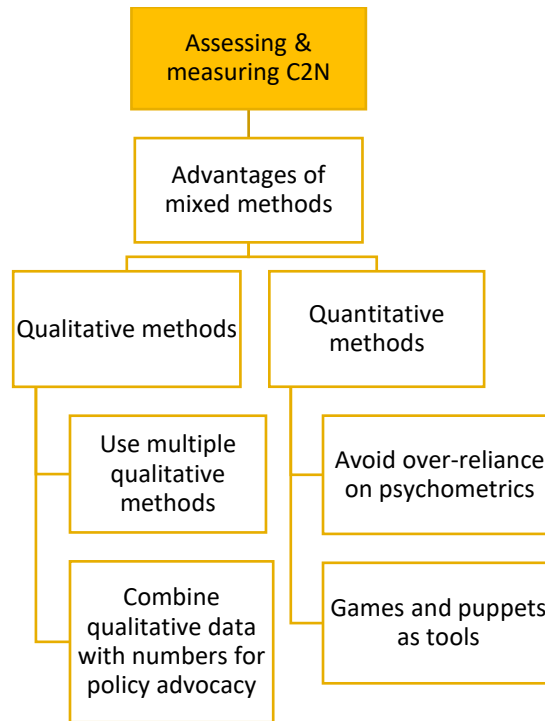 Assessing &
measuring C2N
Advantages of
mixed methods
Qualitative methods
Quantitative
methods
Use multiple
qualitative
methods
Avoid over-reliance
on psychometrics
Combine
qualitative data
with numbers for
policy advocacy
Games and puppets
as tools